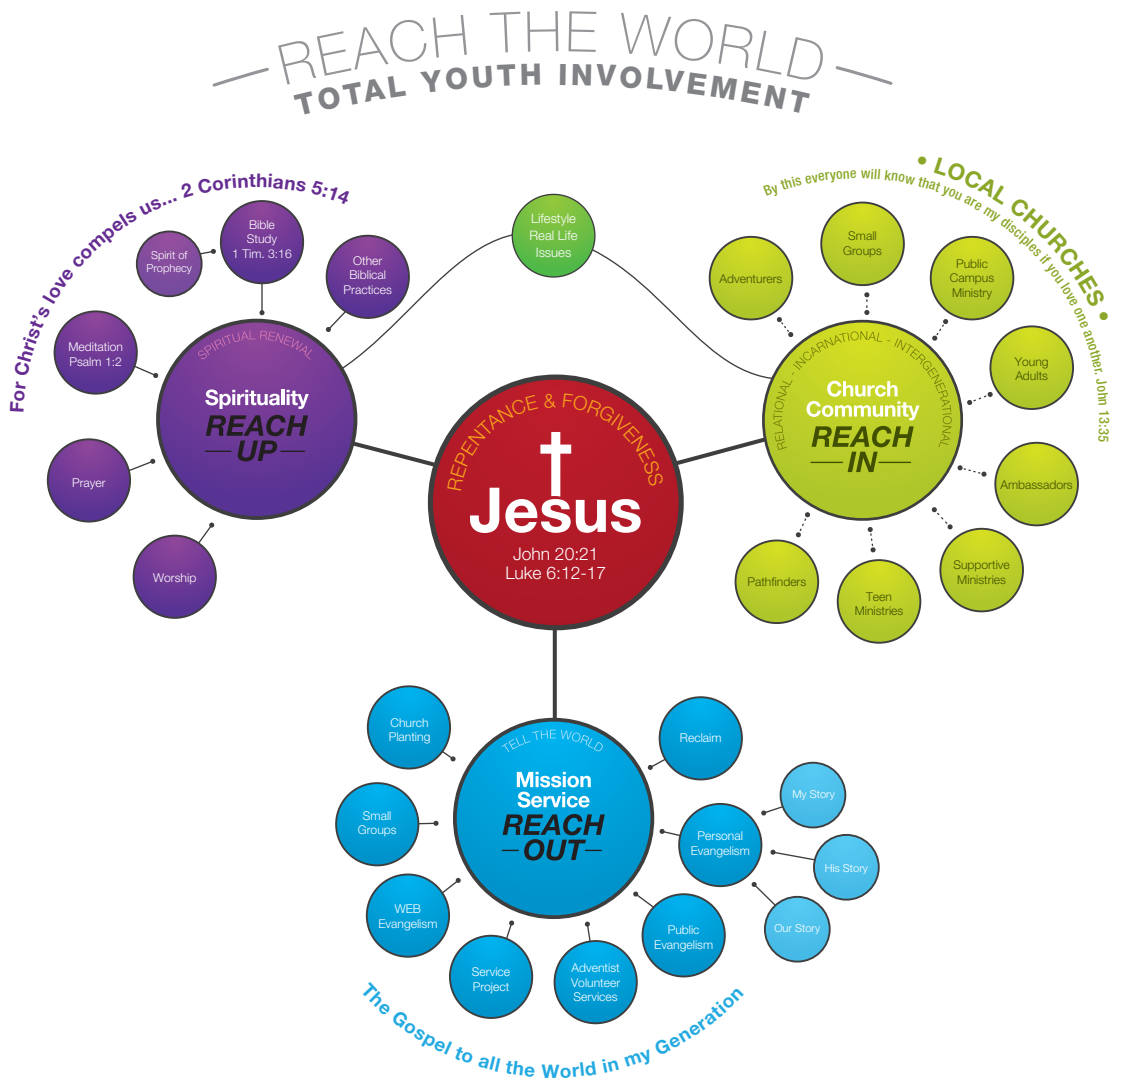 REACH THE WORLD
TOTAL YOUTH INVOLVEMENT
For Christ's love compels us... 2 Corinthians 5:14
Bible
Study
1 Tim. 3:16
Spirit of
Prophecy
Other
Biblical
Practices
Meditation
Psalm 1:2
Prayer
Worship
SPIRITUAL RENEWAL
Spirituality
REACH
UP
Lifestyle
Real Life
Issues
• LOCAL CHURCHES •
By this everyone will know that you are my disciples if you love one another. John 13:35
Adventurers
Small
Groups
Public
Campus
Ministry
Young
Adults
Ambassadors
Supportive
Ministries
Teen
Ministries
Pathfinders
RELATIONAL - INCARNATIONAL - INTERGENERATIONAL
Church
Community
REACH
IN
REPENTANCE & FORGIVENESS
Jesus
John 20:21
Luke 6:12-17
TELL THE WORLD
Mission
Service
REACH
OUT
Church
Planting
Small
Groups
WEB
Evangelism
Service
Project
Adventist
Volunteer
Services
Public
Evangelism
Personal
Evangelism
Reclaim
My Story
His Story
Our Story
The Gospel to all the World in my Generation